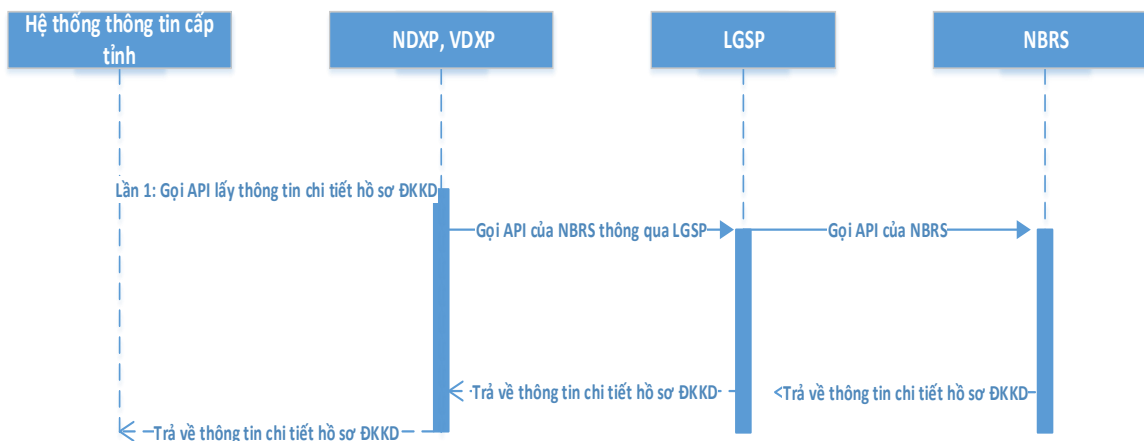 Hệ thống thông tin cấp
tỉnh
NDXP, VDXP
LGSP
NBRS
Lần 1: Gọi API lấy thông tin chi tiết hồ sơ ĐKKD
Gọi API của NBRS thông qua LGSP
Gọi API của NBRS
Trả về thông tin chi tiết hồ sơ ĐKKD
Trả về thông tin chi tiết hồ sơ ĐKKD
Trả về thông tin chi tiết hồ sơ ĐKKD